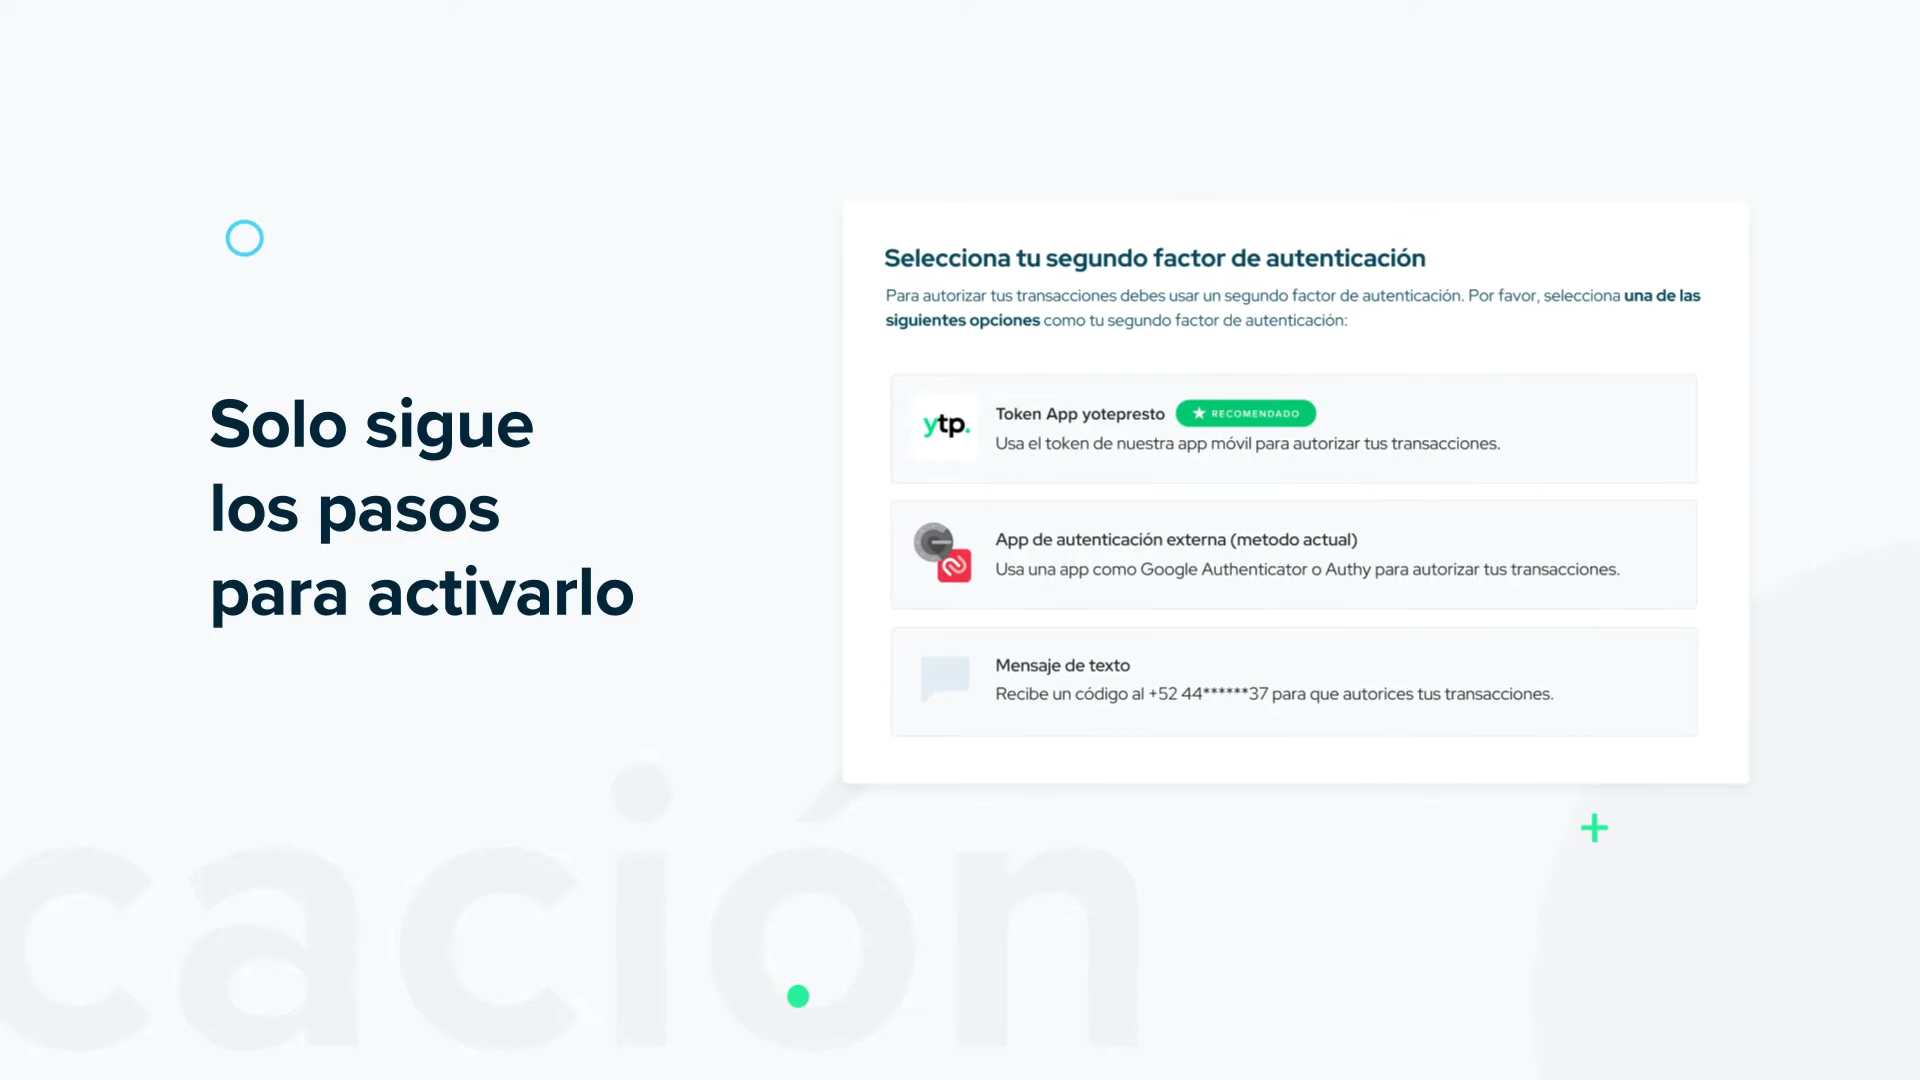 Solo sigue
los pasos
para activarlo
Selecciona tu segundo factor de autenticación
Para autorizar tus transacciones debes usar un segundo factor de autenticación. Por favor, selecciona una de las
siguientes opciones como tu segundo factor de autenticación:
ytp.
Token App yotepresto
RECOMENDADO
Usa el token de nuestra app móvil para autorizar tus transacciones.
App de autenticación externa (metodo actual)
Usa una app como Google Authenticator o Authy para autorizar tus transacciones.
Mensaje de texto
Recibe un código al +52 44******37 para que autorices tus transacciones.
cación